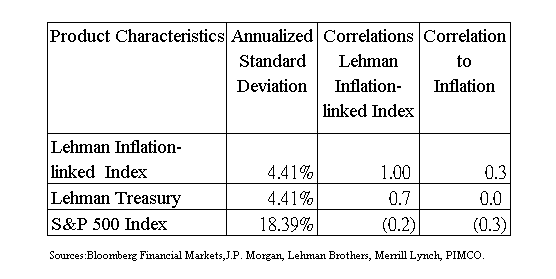 Product Characteristics Annualized Correlations Correlation
Standard Lehman to
Deviation Inflation- Inflation
linked Index
Lehman Inflation-
linked Index 4.41% 1.00 0.3
Lehman Treasury 4.41% 0.7 0.0
S&P 500 Index 18.39% (0.2) (0.3)
Sources:Bloomberg Financial Markets,J.P. Morgan, Lehman Brothers, Merrill Lynch, PIMCO.